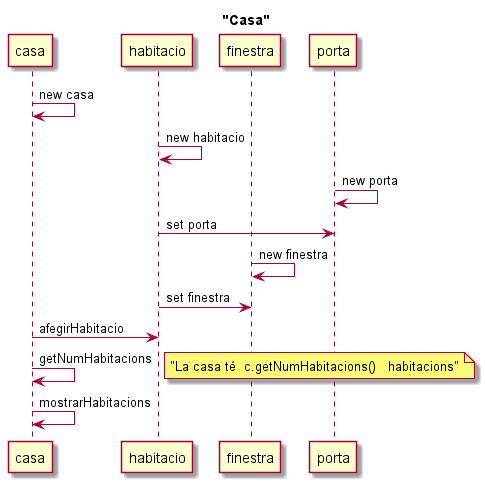 "Casa"
casa habitacio finestra porta
new casa
new habitacio
new porta
set porta
new finestra
set finestra
afegirHabitacio
getNumHabitacions
"La casa té  c.getNumHabitacions()   habitacions"
mostrarHabitacions
casa habitacio finestra porta